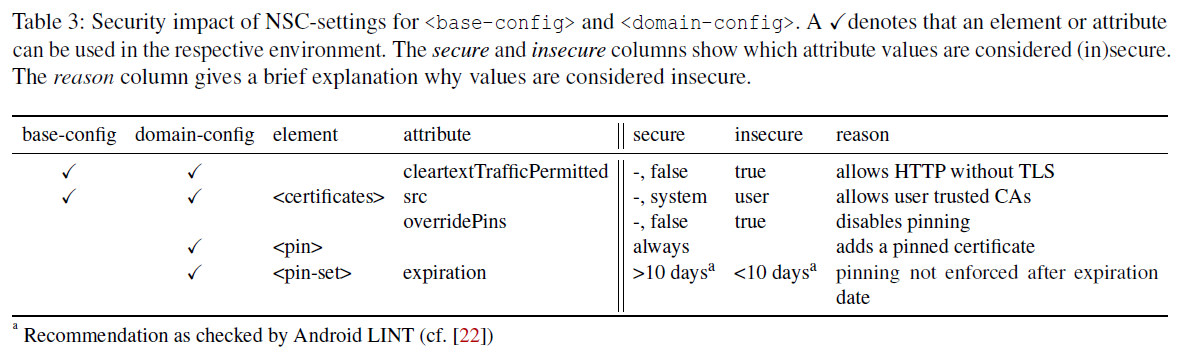 Table 3: Security impact of NSC-settings for <base-config> and <domain-config>. A ✓ denotes that an element or attribute
can be used in the respective environment. The secure and insecure columns show which attribute values are considered (in)secure.
The reason column gives a brief explanation why values are considered insecure.
base-config domain-config element attribute secure insecure reason
✓ ✓ cleartextTrafficPermitted -, false true allows HTTP without TLS
✓ ✓ <certificates> src -, system user allows user trusted CAs
overridePins -, false true disables pinning
✓ <pin> always adds a pinned certificate
✓ <pin-set> expiration >10 daysᵃ <10 daysᵃ pinning not enforced after expiration
date
ᵃ Recommendation as checked by Android LINT (cf. [22])